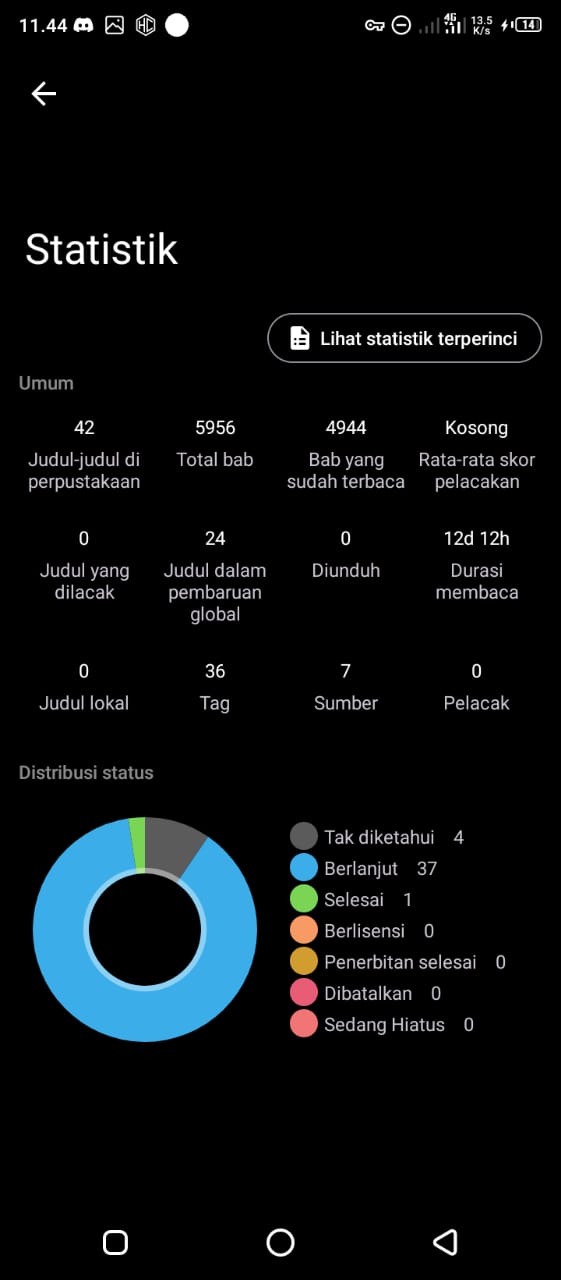 11.44 HC 4G 13.5 K/s 14
Statistik
Lihat statistik terperinci
Umum
42 5956 4944 Kosong
Judul-judul di perpustakaan Total bab Bab yang sudah terbaca Rata-rata skor pelacakan
0 24 0 12d 12h
Judul yang dilacak Judul dalam pembaruan global Diunduh Durasi membaca
0 36 7 0
Judul lokal Tag Sumber Pelacak
Distribusi status
Tak diketahui 4
Berlanjut 37
Selesai 1
Berlisensi 0
Penerbitan selesai 0
Dibatalkan 0
Sedang Hiatus 0